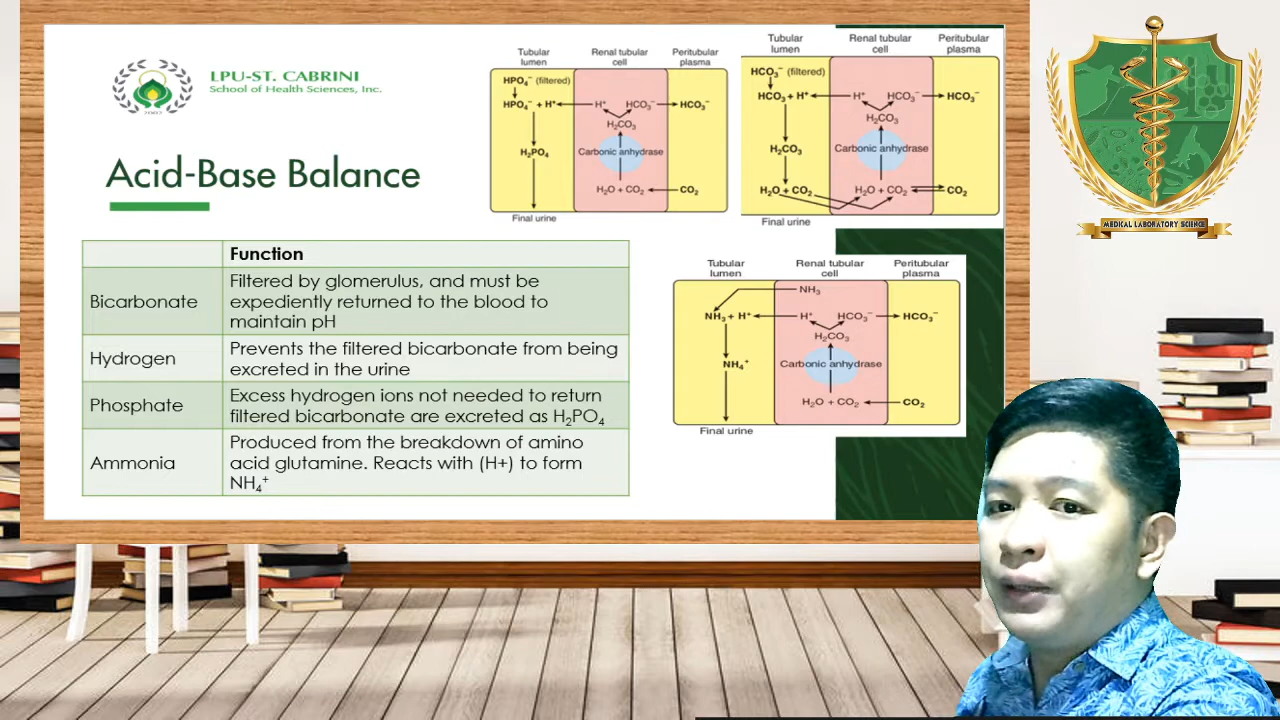 LPU-ST. CABRINI
School of Health Sciences, Inc.
2002
Acid-Base Balance
Function
Bicarbonate
Filtered by glomerulus, and must be
expediently returned to the blood to
maintain pH
Hydrogen
Prevents the filtered bicarbonate from being
excreted in the urine
Phosphate
Excess hydrogen ions not needed to return
filtered bicarbonate are excreted as H₂PO₄
Ammonia
Produced from the breakdown of amino
acid glutamine. Reacts with (H+) to form
NH₄⁺
Tubular lumen Renal tubular cell Peritubular plasma
HPO₄⁻ (filtered)
HPO₄⁻ + H⁺ H⁺ HCO₃⁻ HCO₃⁻
H₂CO₃
H₂PO₄ Carbonic anhydrase
H₂O + CO₂ CO₂
Final urine
Tubular lumen Renal tubular cell Peritubular plasma
HCO₃⁻ (filtered)
HCO₃ + H⁺ H⁺ HCO₃⁻ HCO₃⁻
H₂CO₃
H₂CO₃ Carbonic anhydrase
H₂O + CO₂ H₂O + CO₂ CO₂
Final urine
Tubular lumen Renal tubular cell Peritubular plasma
NH₃
NH₃ + H⁺ H⁺ HCO₃⁻ HCO₃⁻
H₂CO₃
NH₄⁺ Carbonic anhydrase
H₂O + CO₂ CO₂
Final urine
MEDICAL LABORATORY SCIENCE